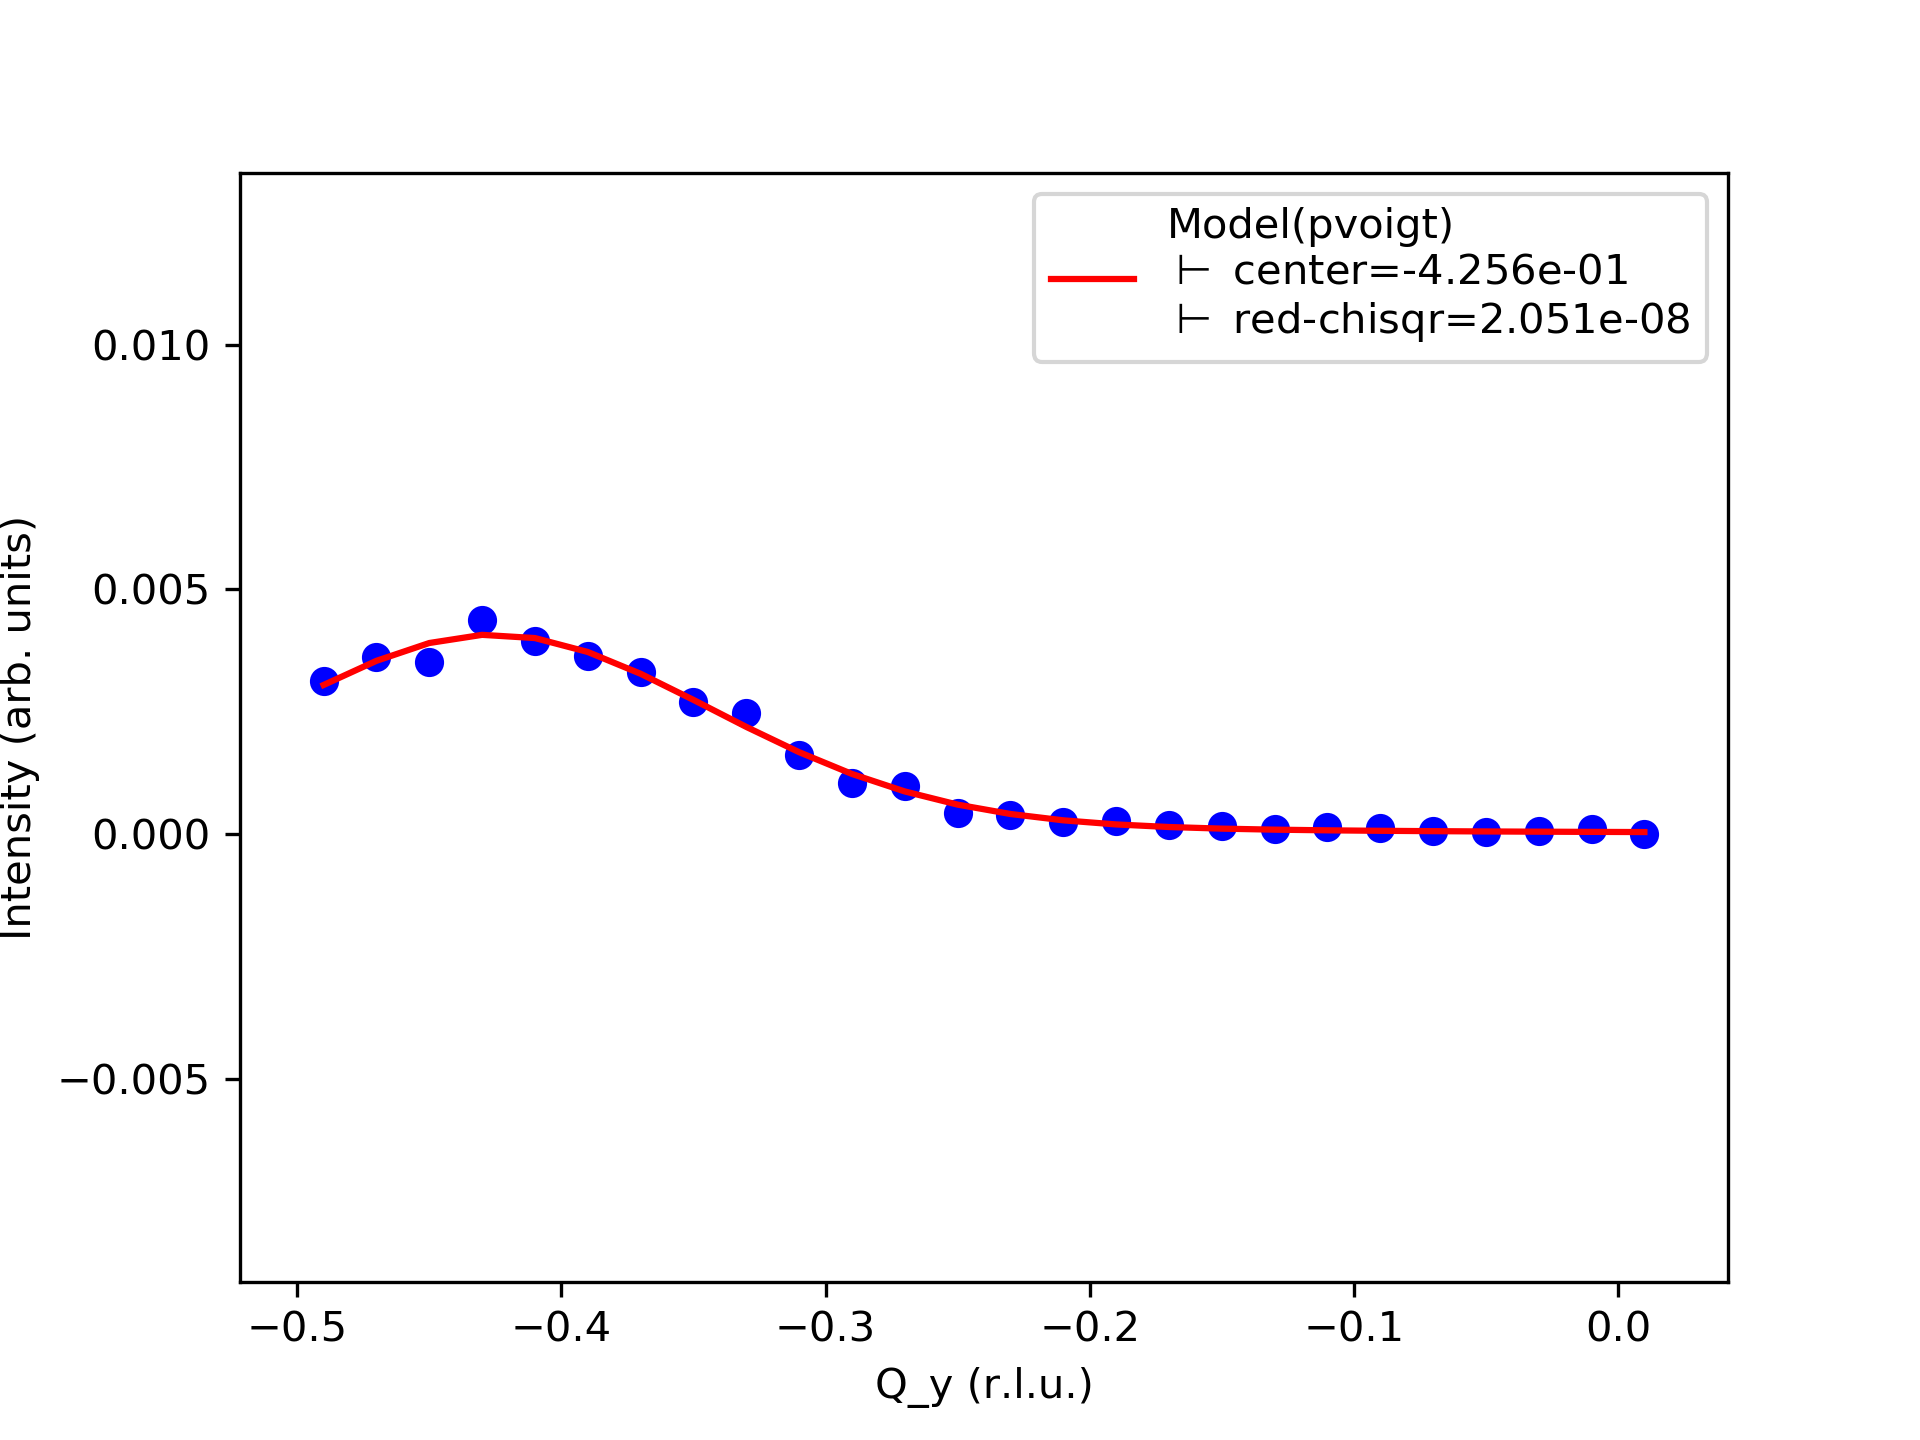 Model(pvoigt)
⊢ center=-4.256e-01
⊢ red-chisqr=2.051e-08
0.010
0.005
0.000
−0.005
Intensity (arb. units)
−0.5 −0.4 −0.3 −0.2 −0.1 0.0
Q_y (r.l.u.)